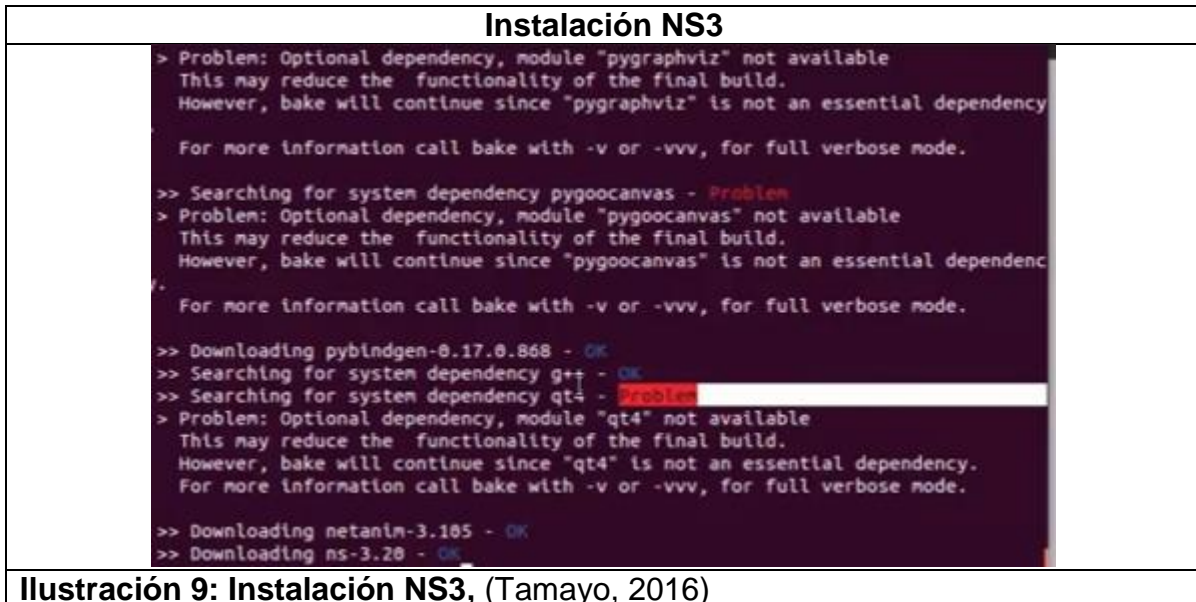 Instalación NS3
> Problem: Optional dependency, module "pygraphviz" not available
This may reduce the functionality of the final build.
However, bake will continue since "pygraphviz" is not an essential dependency
.
For more information call bake with -v or -vvv, for full verbose mode.
>> Searching for system dependency pygoocanvas - Problem
> Problem: Optional dependency, module "pygoocanvas" not available
This may reduce the functionality of the final build.
However, bake will continue since "pygoocanvas" is not an essential dependenc
y.
For more information call bake with -v or -vvv, for full verbose mode.
>> Downloading pybindgen-0.17.0.868 - OK
>> Searching for system dependency g++ - OK
>> Searching for system dependency qt4 - Problem
> Problem: Optional dependency, module "qt4" not available
This may reduce the functionality of the final build.
However, bake will continue since "qt4" is not an essential dependency.
For more information call bake with -v or -vvv, for full verbose mode.
>> Downloading netanim-3.105 - OK
>> Downloading ns-3.20 - OK
Ilustración 9: Instalación NS3, (Tamayo, 2016)